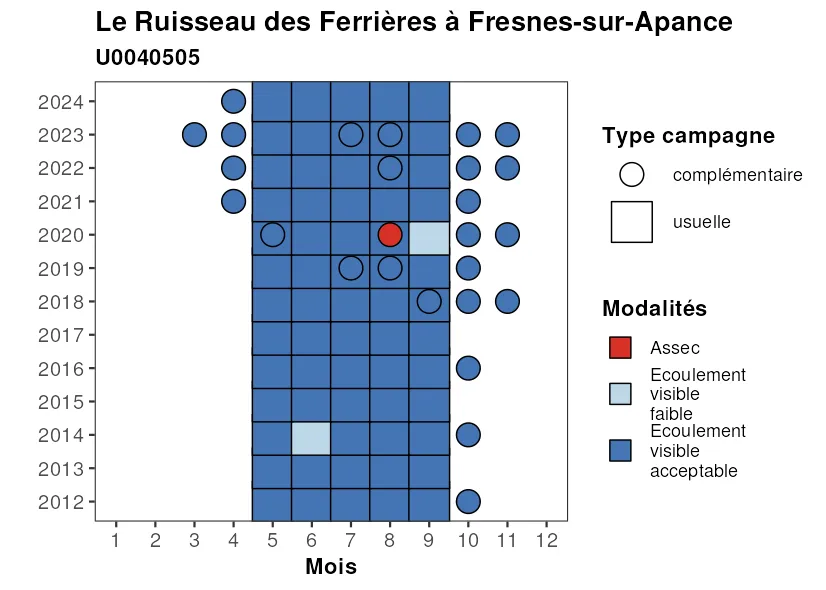 Le Ruisseau des Ferrières à Fresnes-sur-Apance
U0040505
2024
2023
2022
2021
2020
2019
2018
2017
2016
2015
2014
2013
2012
1 2 3 4 5 6 7 8 9 10 11 12
Mois
Type campagne
complémentaire
usuelle
Modalités
Assec
Ecoulement
visible
faible
Ecoulement
visible
acceptable